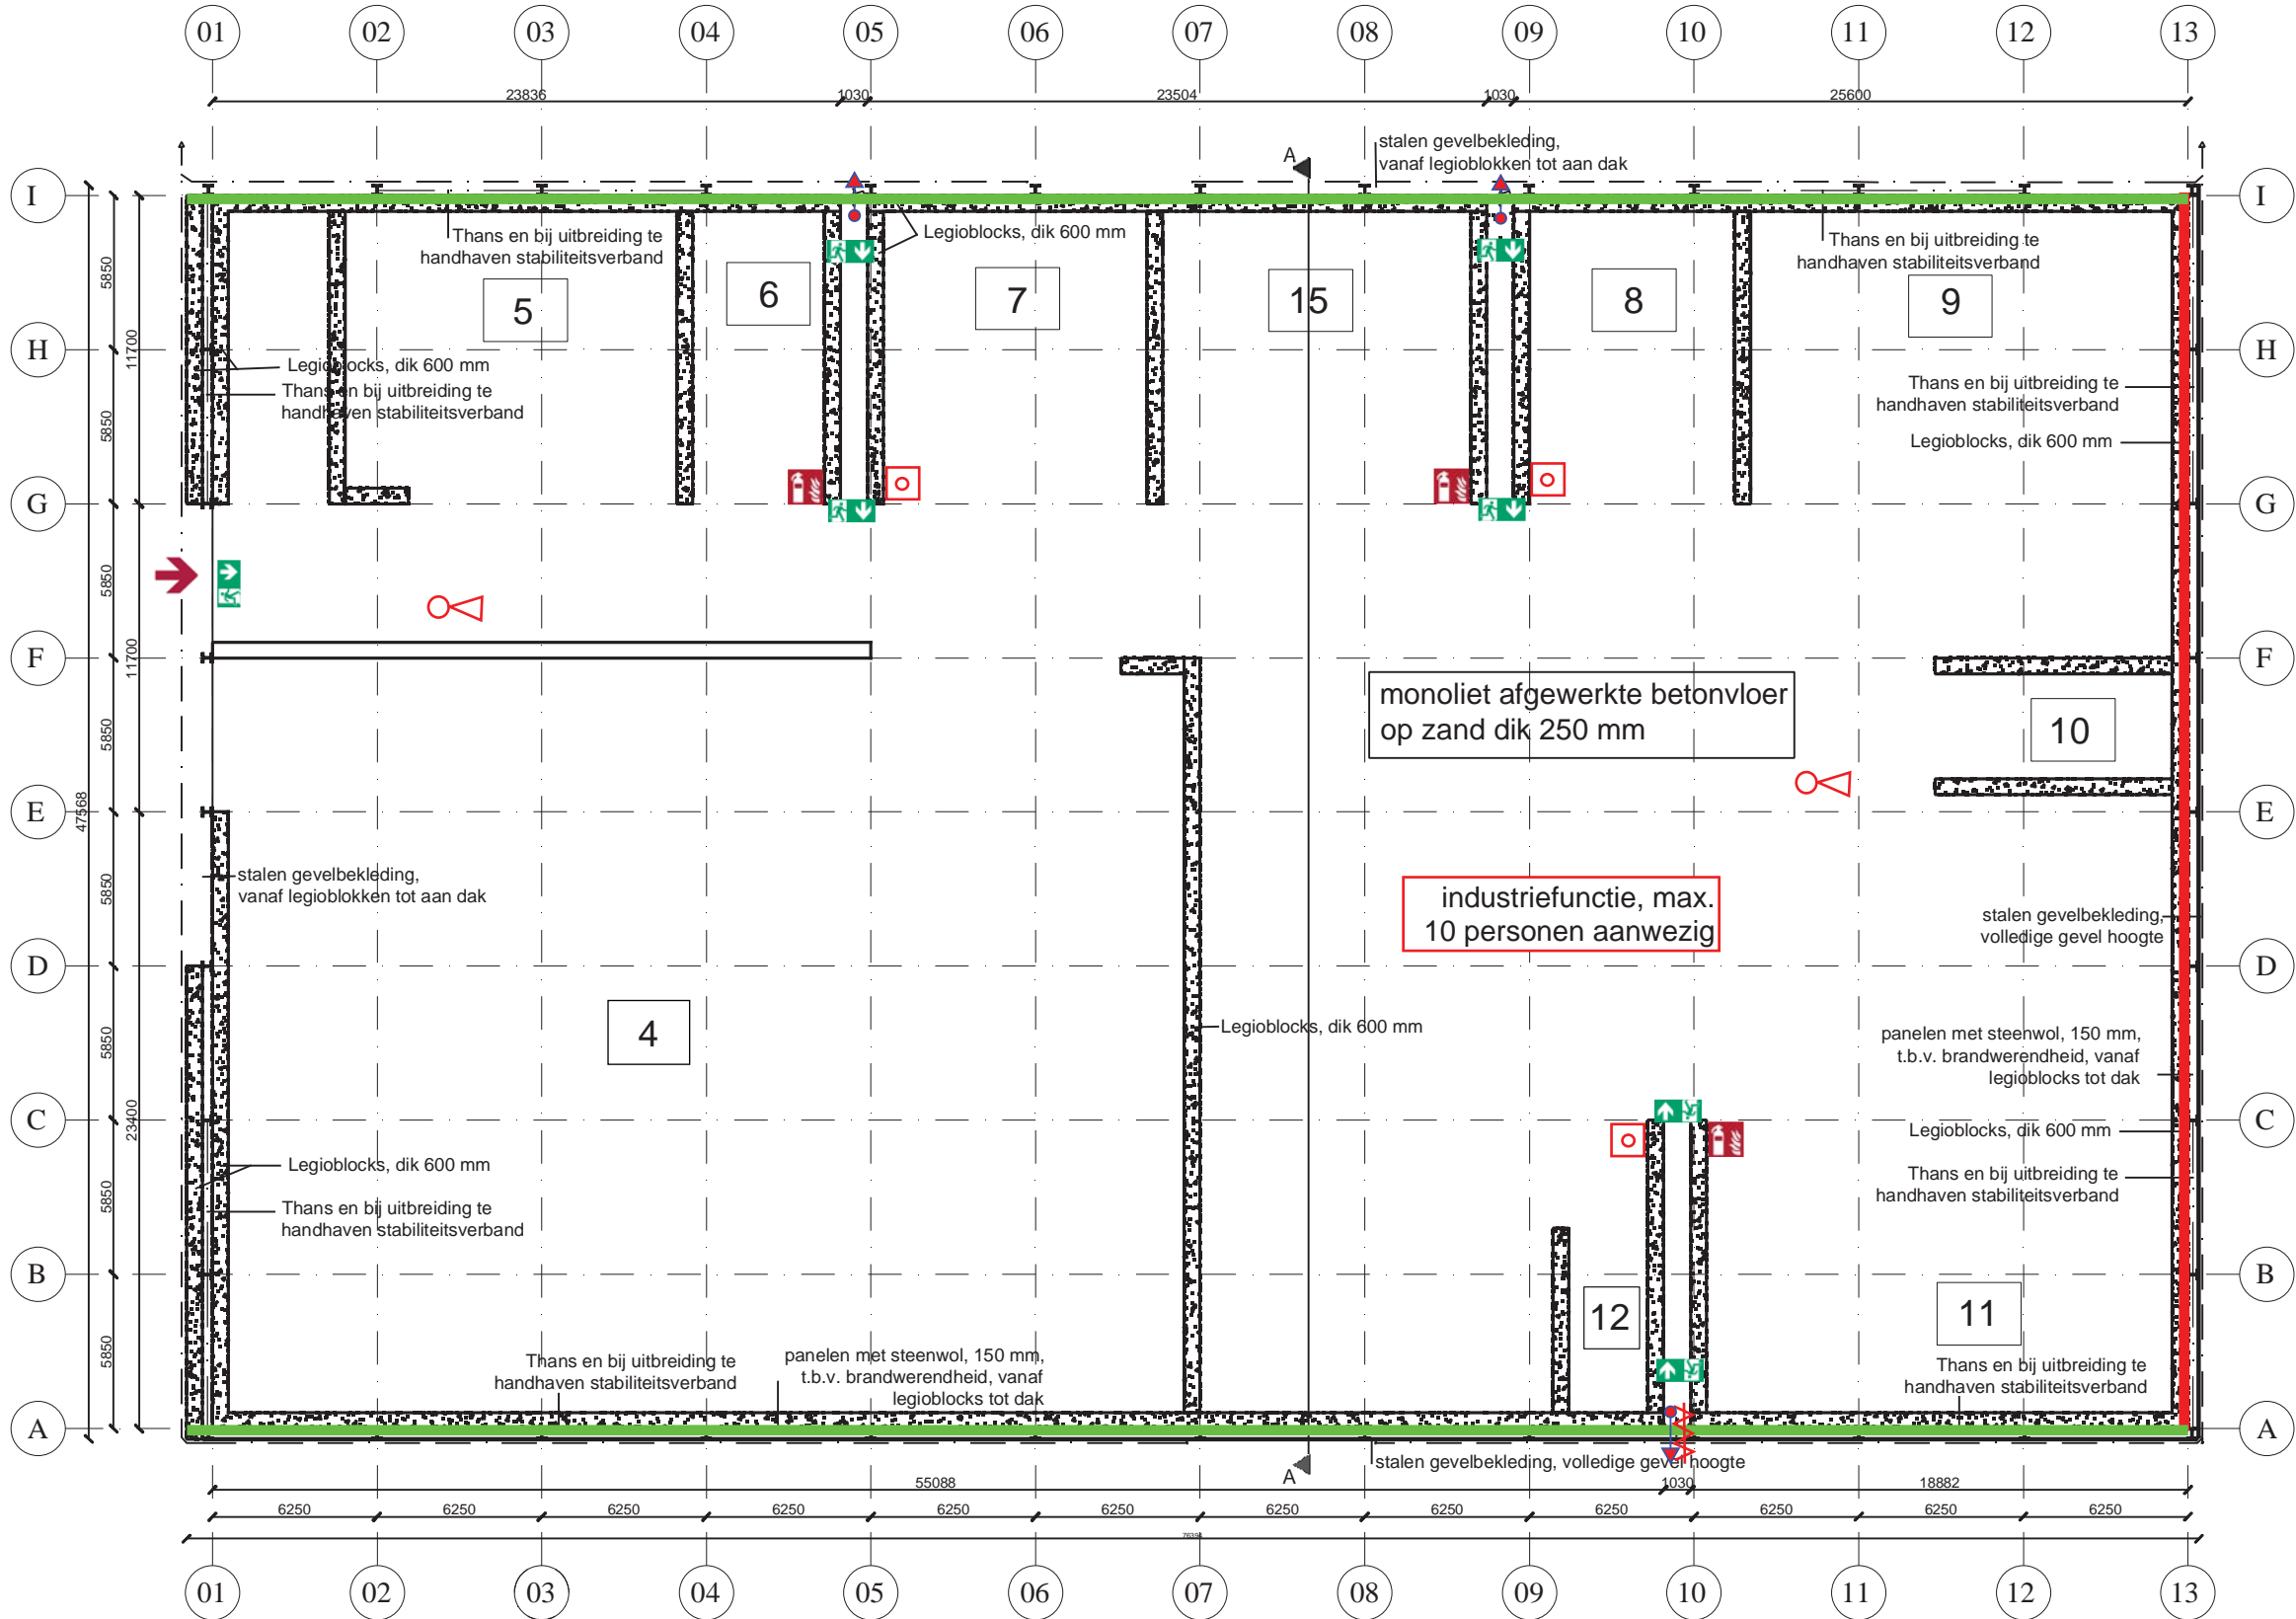 01 02 03 04 05 06 07 08 09 10 11 12 13
23836 1030 23504 1030 25600
stalen gevelbekleding,
vanaf legioblokken tot aan dak
A
I I
Thans en bij uitbreiding te
handhaven stabiliteitsverband
Legioblocks, dik 600 mm
Thans en bij uitbreiding te
handhaven stabiliteitsverband
5850
5 6 7 15 8 9
H H
11700
Legioblocks, dik 600 mm
Thans en bij uitbreiding te
handhaven stabiliteitsverband
Thans en bij uitbreiding te
handhaven stabiliteitsverband
Legioblocks, dik 600 mm
5850
G G
5850
F F
11700
monoliet afgewerkte betonvloer
op zand dik 250 mm
10
5850
E E
47568
stalen gevelbekleding,
vanaf legioblokken tot aan dak
5850
industriefunctie, max.
10 personen aanwezig
stalen gevelbekleding,
volledige gevel hoogte
D D
4
Legioblocks, dik 600 mm
5850
panelen met steenwol, 150 mm,
t.b.v. brandwerendheid, vanaf
legioblocks tot dak
C C
23400
Legioblocks, dik 600 mm
Legioblocks, dik 600 mm
Thans en bij uitbreiding te
handhaven stabiliteitsverband
5850
Thans en bij uitbreiding te
handhaven stabiliteitsverband
B B
12 11
5850
Thans en bij uitbreiding te
handhaven stabiliteitsverband
panelen met steenwol, 150 mm,
t.b.v. brandwerendheid, vanaf
legioblocks tot dak
Thans en bij uitbreiding te
handhaven stabiliteitsverband
A A
A
stalen gevelbekleding, volledige gevel hoogte
55088 1030 18882
6250 6250 6250 6250 6250 6250 6250 6250 6250 6250 6250 6250
01 02 03 04 05 06 07 08 09 10 11 12 13